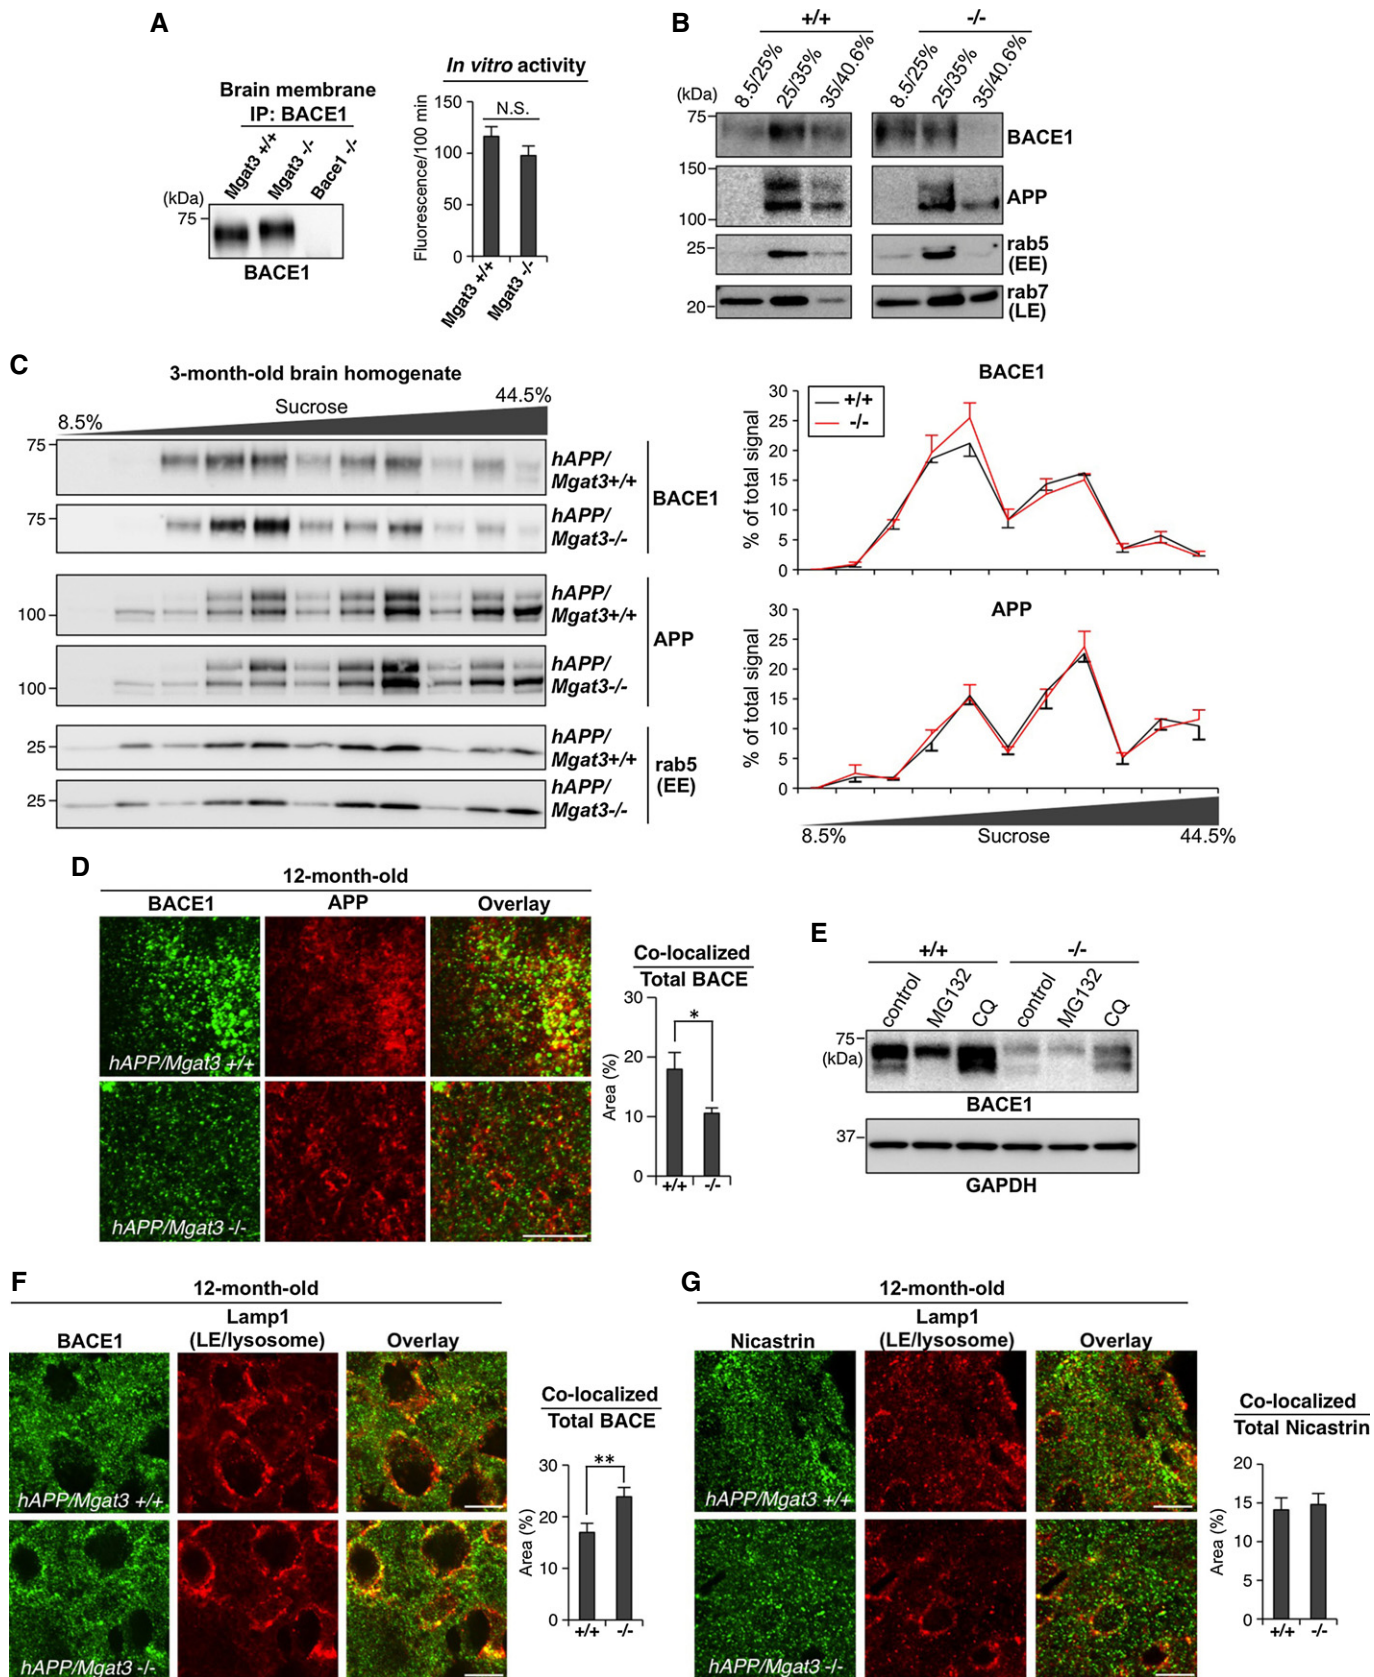 A
Brain membrane
IP: BACE1
Mgat3 +/+
Mgat3 -/-
Bace1 -/-
(kDa)
75
BACE1
In vitro activity
Fluorescence/100 min
150
100
50
0
N.S.
Mgat3 +/+
Mgat3 -/-
B
+/+
-/-
8.5/25%
25/35%
35/40.6%
8.5/25%
25/35%
35/40.6%
(kDa)
75
BACE1
150
100
APP
25
rab5
(EE)
20
rab7
(LE)
C
3-month-old brain homogenate
8.5%
Sucrose
44.5%
75
hAPP/
Mgat3+/+
75
hAPP/
Mgat3-/-
BACE1
100
hAPP/
Mgat3+/+
100
hAPP/
Mgat3-/-
APP
25
hAPP/
Mgat3+/+
25
hAPP/
Mgat3-/-
rab5
(EE)
BACE1
+/+
-/-
% of total signal
30
25
20
15
10
5
0
APP
% of total signal
30
25
20
15
10
5
0
8.5%
Sucrose
44.5%
D
12-month-old
BACE1
APP
Overlay
hAPP/Mgat3 +/+
hAPP/Mgat3 -/-
Co-localized
Total BACE
Area (%)
30
20
10
0
*
+/+
-/-
E
+/+
-/-
control
MG132
CQ
control
MG132
CQ
75
(kDa)
BACE1
37
GAPDH
F
12-month-old
BACE1
Lamp1
(LE/lysosome)
Overlay
hAPP/Mgat3 +/+
hAPP/Mgat3 -/-
Co-localized
Total BACE
Area (%)
30
20
10
0
**
+/+
-/-
G
12-month-old
Nicastrin
Lamp1
(LE/lysosome)
Overlay
hAPP/Mgat3 +/+
hAPP/Mgat3 -/-
Co-localized
Total Nicastrin
Area (%)
20
15
10
5
0
+/+
-/-